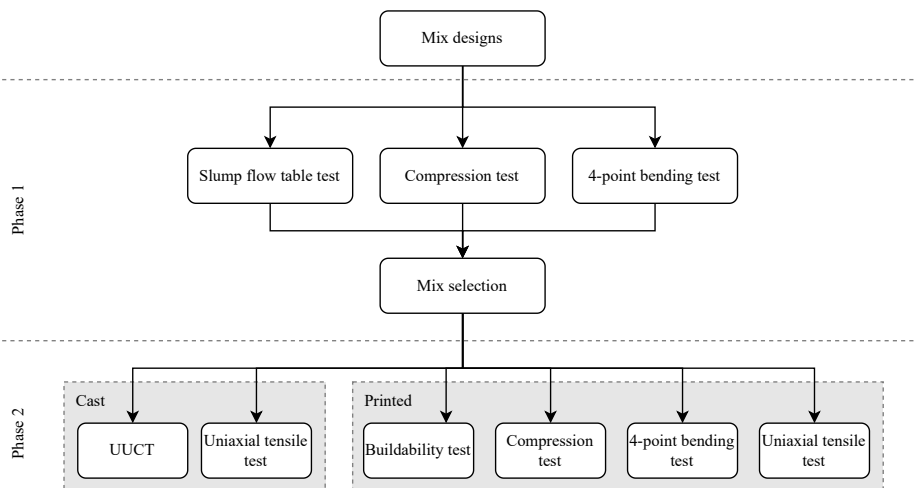 Mix designs
Phase 1
Slump flow table test
Compression test
4-point bending test
Mix selection
Phase 2
Cast
UUCT
Uniaxial tensile
test
Printed
Buildability test
Compression
test
4-point bending
test
Uniaxial tensile
test